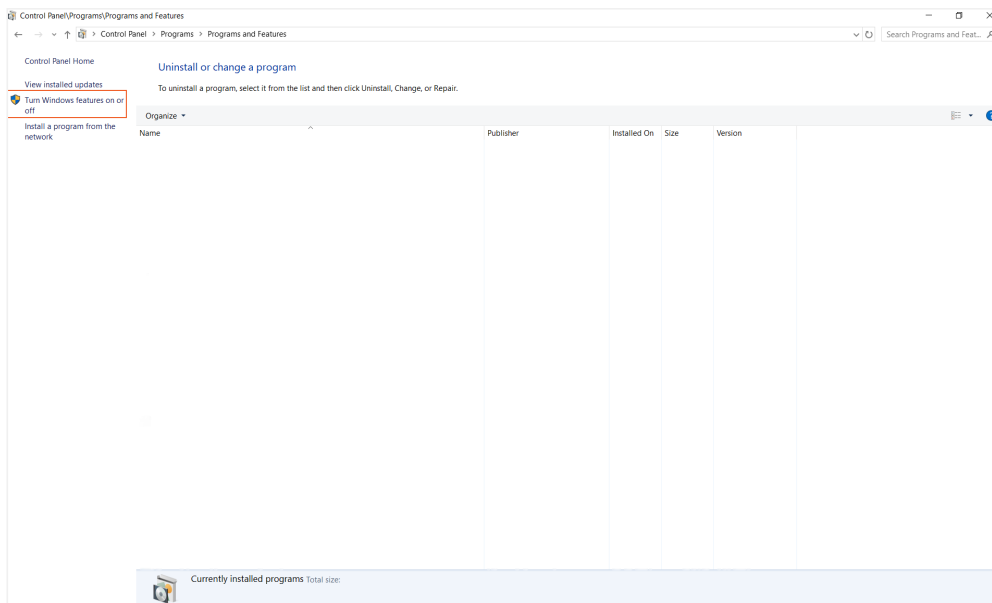 Control Panel\Programs\Programs and Features
Control Panel > Programs > Programs and Features
Search Programs and Feat...
Control Panel Home
View installed updates
Turn Windows features on or
off
Install a program from the
network
Uninstall or change a program
To uninstall a program, select it from the list and then click Uninstall, Change, or Repair.
Organize
Name Publisher Installed On Size Version
Currently installed programs Total size: